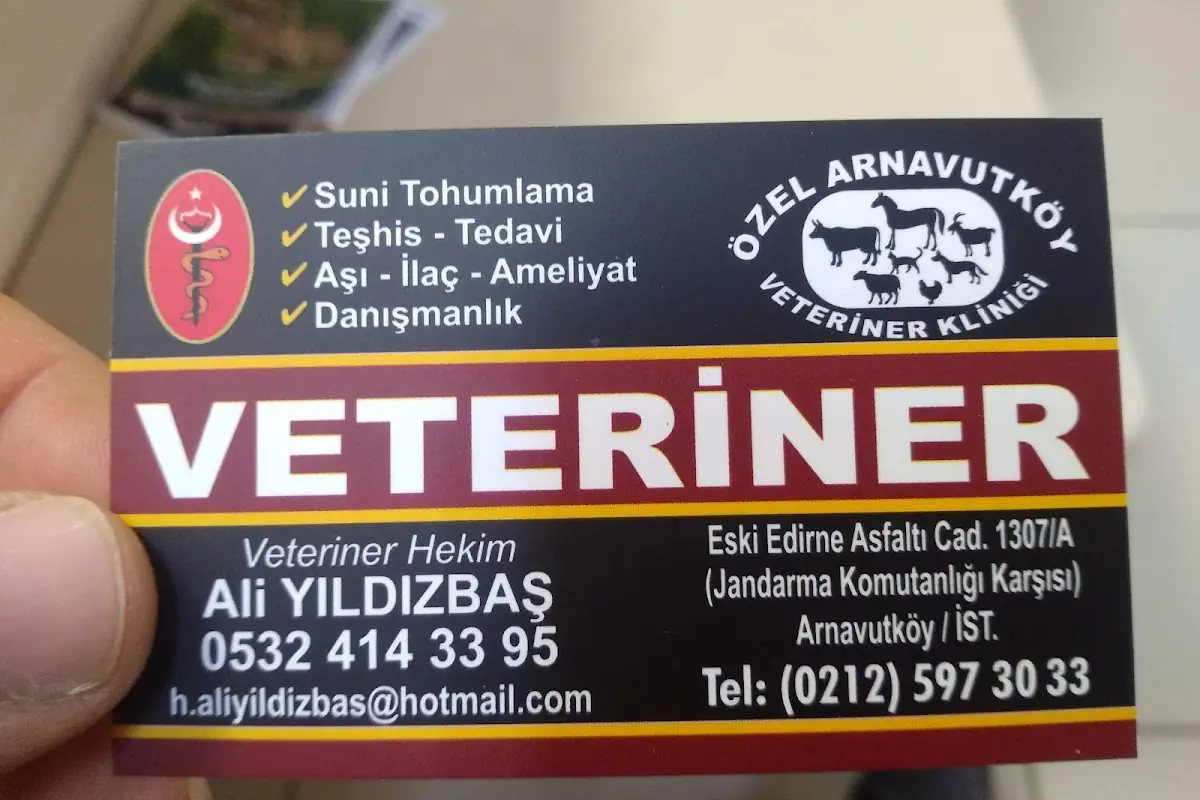 ✓ Suni Tohumlama
✓ Teşhis - Tedavi
✓ Aşı - İlaç - Ameliyat
✓ Danışmanlık
ÖZEL ARNAVUTKÖY
VETERİNER KLİNİĞİ
VETERİNER
Veteriner Hekim
Ali YILDIZBAŞ
0532 414 33 95
h.aliyildizbas@hotmail.com
Eski Edirne Asfaltı Cad. 1307/A
(Jandarma Komutanlığı Karşısı)
Arnavutköy / İST.
Tel: (0212) 597 30 33